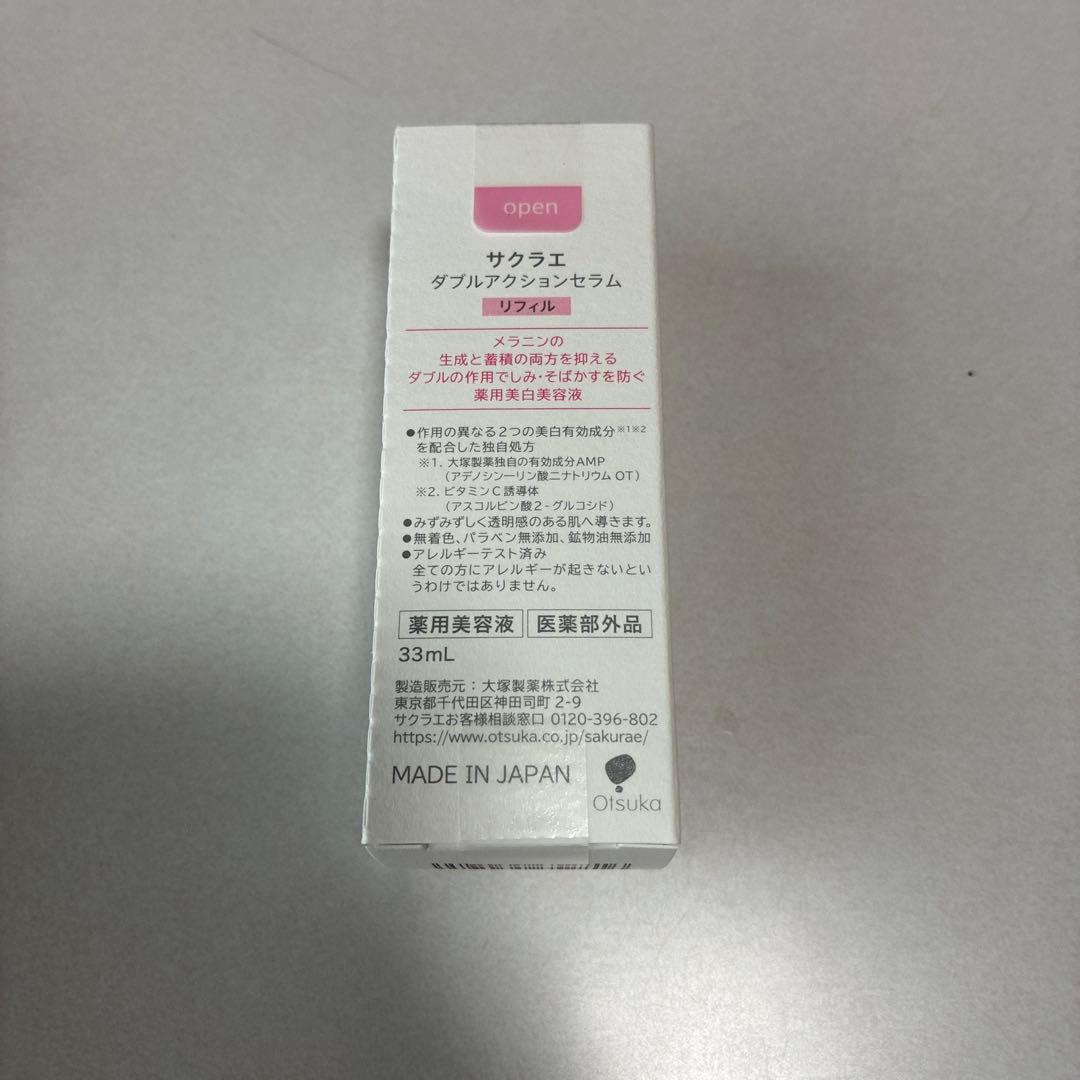 open
サクラエ
ダブルアクションセラム
リフィル
メラニンの
生成と蓄積の両方を抑える
ダブルの作用でしみ・そばかすを防ぐ
薬用美白美容液
●作用の異なる2つの美白有効成分※1※2
を配合した独自処方
※1. 大塚製薬独自の有効成分AMP
（アデノシン一リン酸二ナトリウム OT）
※2. ビタミンC誘導体
（アスコルビン酸2-グルコシド）
●みずみずしく透明感のある肌へ導きます。
●無着色、パラベン無添加、鉱物油無添加
●アレルギーテスト済み
全ての方にアレルギーが起きないとい
うわけではありません。
薬用美容液 医薬部外品
33mL
製造販売元：大塚製薬株式会社
東京都千代田区神田司町 2-9
サクラエお客様相談窓口 0120-396-802
https://www.otsuka.co.jp/sakurae/
MADE IN JAPAN
Otsuka